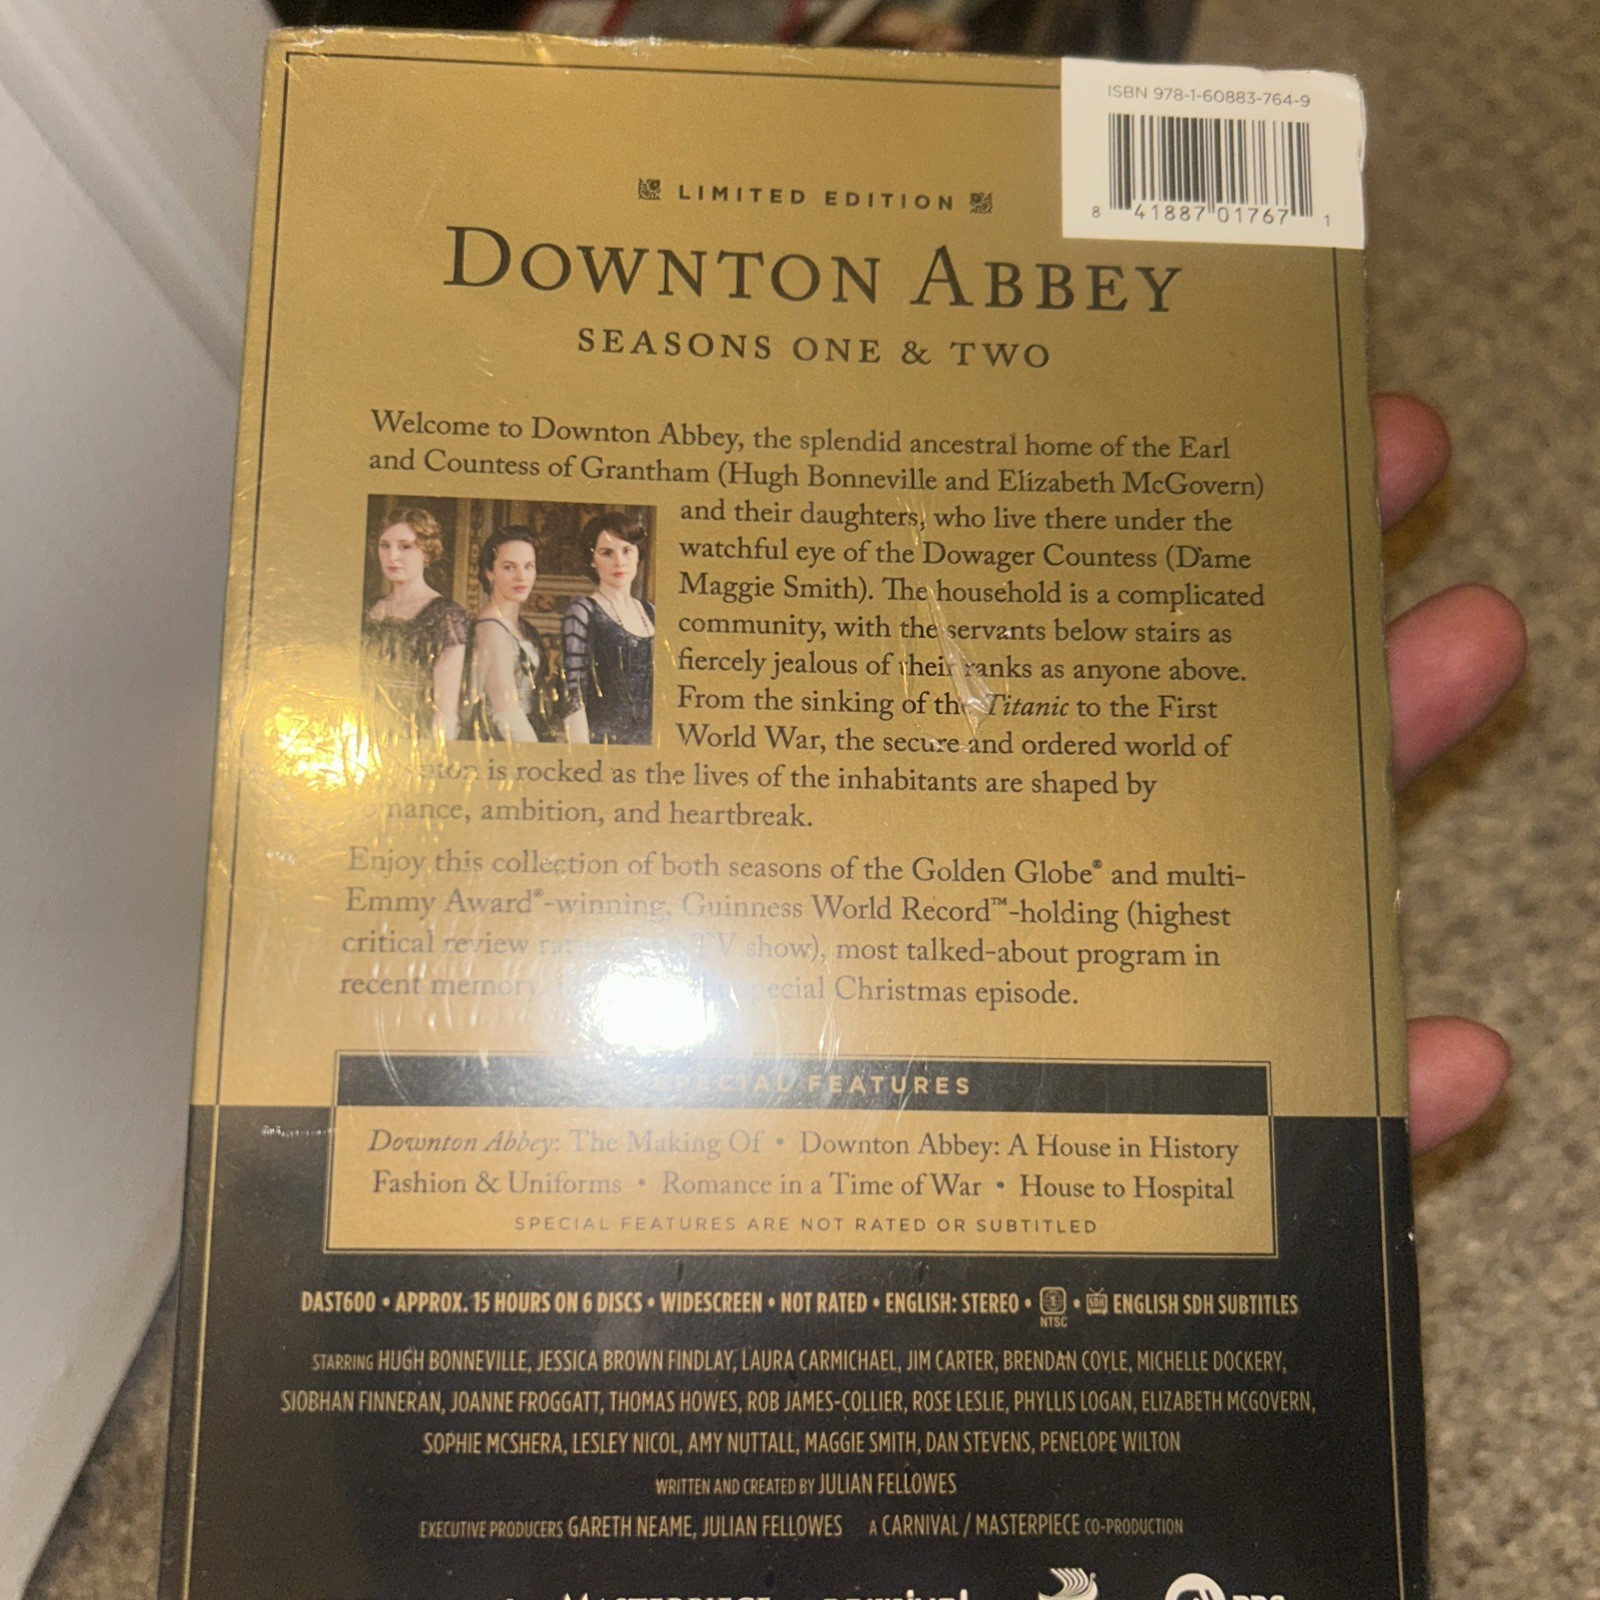 ISBN 978-1-60883-764-9
8 41887 01767 1
LIMITED EDITION
DOWNTON ABBEY
SEASONS ONE & TWO
Welcome to Downton Abbey, the splendid ancestral home of the Earl
and Countess of Grantham (Hugh Bonneville and Elizabeth McGovern)
and their daughters, who live there under the
watchful eye of the Dowager Countess (Dame
Maggie Smith). The household is a complicated
community, with the servants below stairs as
fiercely jealous of their ranks as anyone above.
From the sinking of the Titanic to the First
World War, the secure and ordered world of
is rocked as the lives of the inhabitants are shaped by
romance, ambition, and heartbreak.
Enjoy this collection of both seasons of the Golden Globe® and multi-
Emmy Award®-winning, Guinness World Record™-holding (highest
critical review TV show), most talked-about program in
recent memory special Christmas episode.
SPECIAL FEATURES
Downton Abbey: The Making Of • Downton Abbey: A House in History
Fashion & Uniforms • Romance in a Time of War • House to Hospital
SPECIAL FEATURES ARE NOT RATED OR SUBTITLED
DAST600 • APPROX. 15 HOURS ON 6 DISCS • WIDESCREEN • NOT RATED • ENGLISH: STEREO • 1 NTSC • SDH ENGLISH SDH SUBTITLES
STARRING HUGH BONNEVILLE, JESSICA BROWN FINDLAY, LAURA CARMICHAEL, JIM CARTER, BRENDAN COYLE, MICHELLE DOCKERY,
SIOBHAN FINNERAN, JOANNE FROGGATT, THOMAS HOWES, ROB JAMES-COLLIER, ROSE LESLIE, PHYLLIS LOGAN, ELIZABETH MCGOVERN,
SOPHIE MCSHERA, LESLEY NICOL, AMY NUTTALL, MAGGIE SMITH, DAN STEVENS, PENELOPE WILTON
WRITTEN AND CREATED BY JULIAN FELLOWES
EXECUTIVE PRODUCERS GARETH NEAME, JULIAN FELLOWES A CARNIVAL / MASTERPIECE CO-PRODUCTION
MASTERPIECE PBS